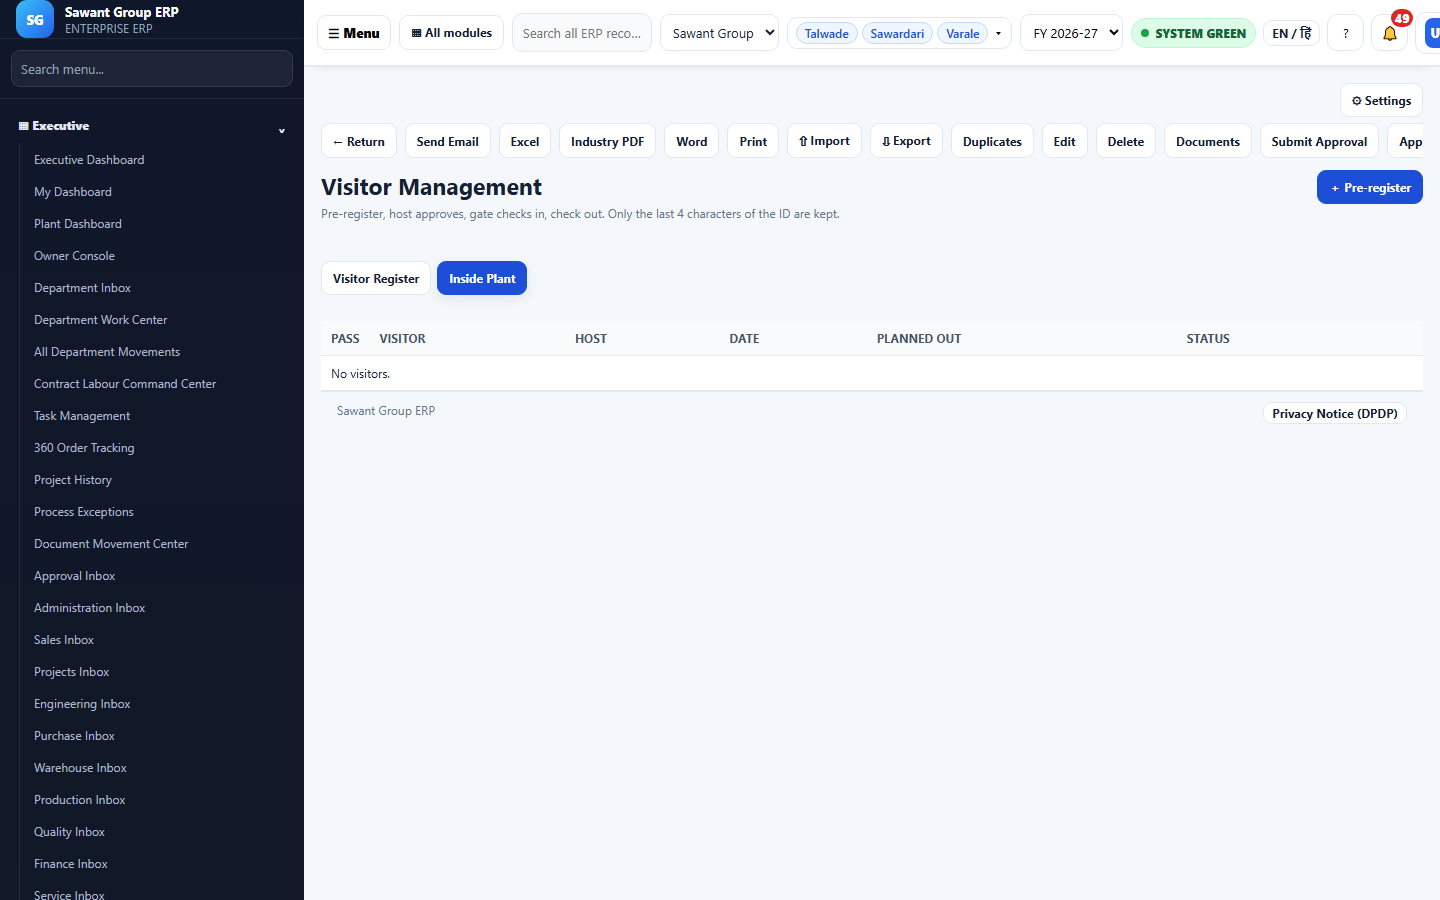 SG
Sawant Group ERP
ENTERPRISE ERP
Search menu...
Executive
Executive Dashboard
My Dashboard
Plant Dashboard
Owner Console
Department Inbox
Department Work Center
All Department Movements
Contract Labour Command Center
Task Management
360 Order Tracking
Project History
Process Exceptions
Document Movement Center
Approval Inbox
Administration Inbox
Sales Inbox
Projects Inbox
Engineering Inbox
Purchase Inbox
Warehouse Inbox
Production Inbox
Quality Inbox
Finance Inbox
Service Inbox
☰ Menu
All modules
Search all ERP reco...
Sawant Group
Talwade Sawardari Varale
FY 2026-27
SYSTEM GREEN
EN / हिं
?
49
U
⚙ Settings
← Return
Send Email
Excel
Industry PDF
Word
Print
⇧ Import
⇩ Export
Duplicates
Edit
Delete
Documents
Submit Approval
App
Visitor Management
+ Pre-register
Pre-register, host approves, gate checks in, check out. Only the last 4 characters of the ID are kept.
Visitor Register
Inside Plant
PASS VISITOR HOST DATE PLANNED OUT STATUS
No visitors.
Sawant Group ERP
Privacy Notice (DPDP)